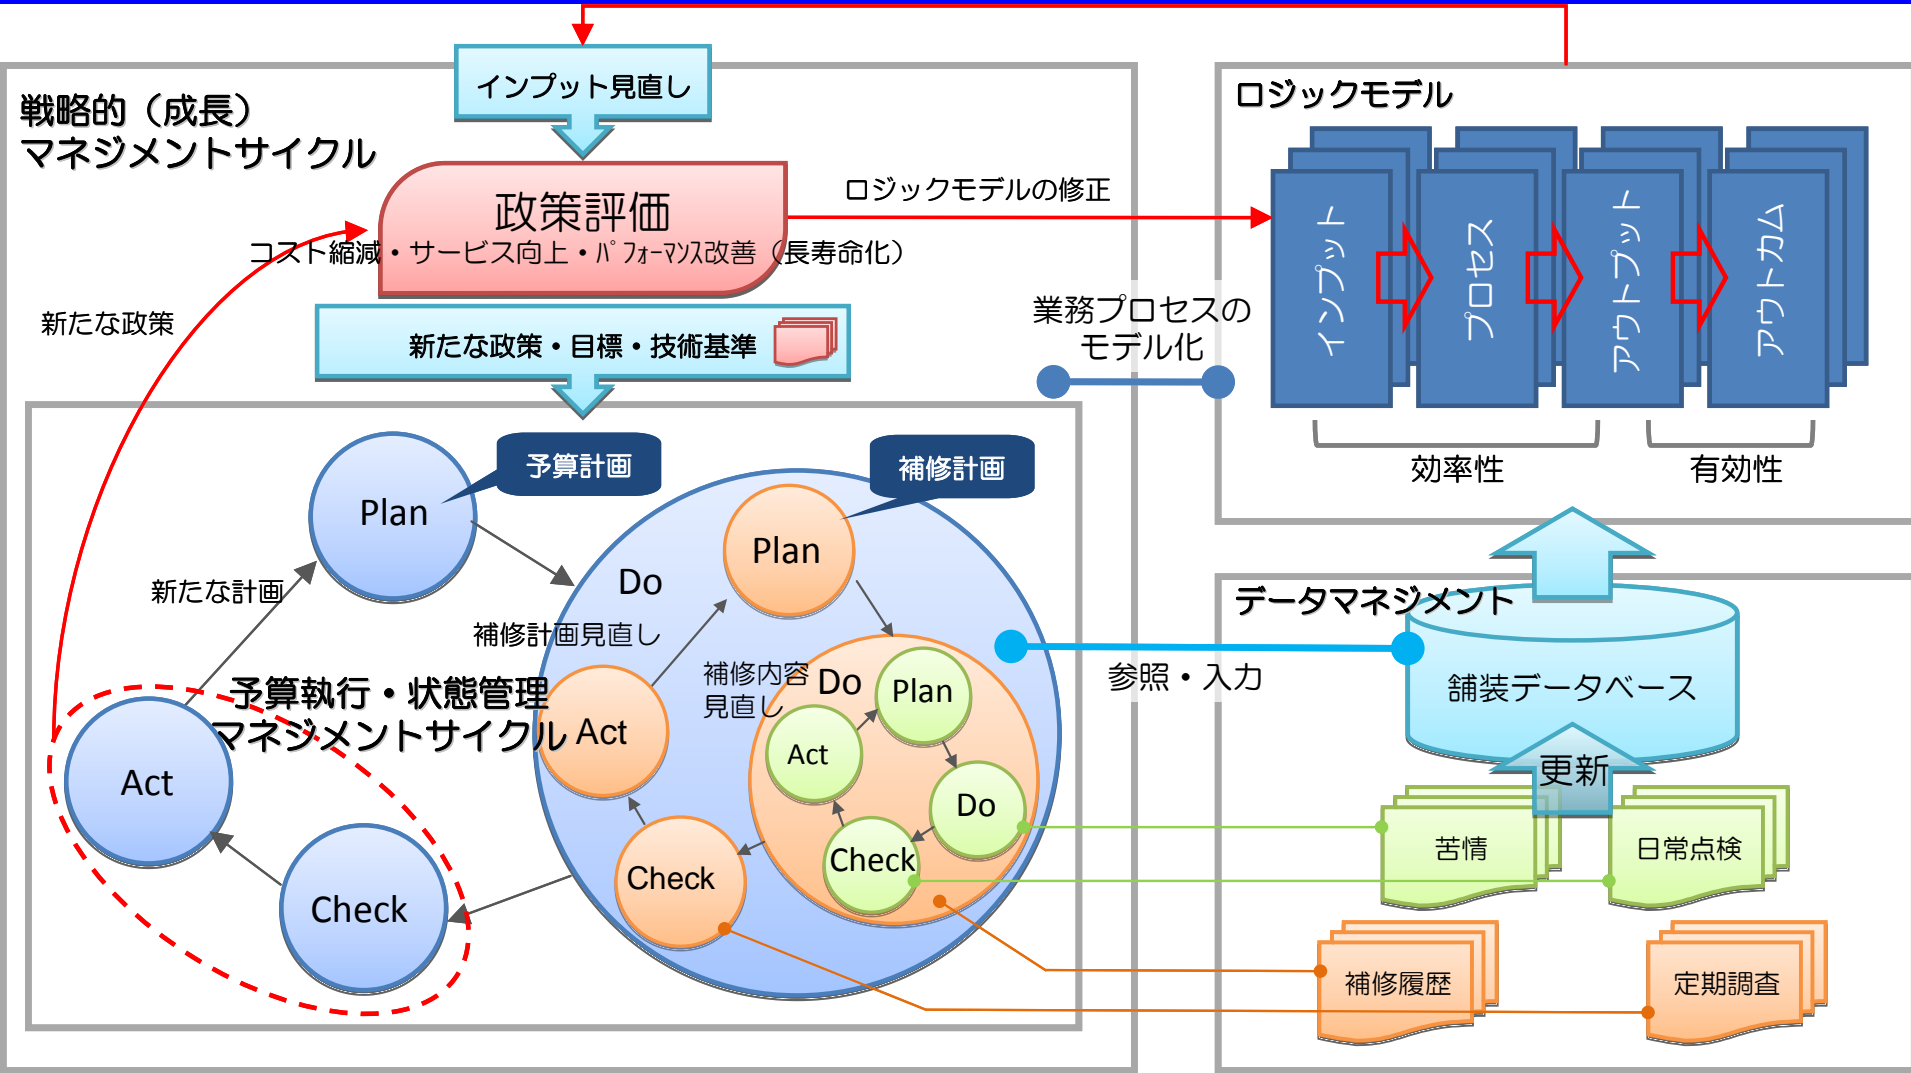 インプット見直し
戦略的（成長）
マネジメントサイクル
政策評価
コスト縮減・サービス向上・ﾊﾟﾌｫｰﾏﾝｽ改善（長寿命化）
ロジックモデルの修正
新たな政策
新たな政策・目標・技術基準
業務プロセスの
モデル化
ロジックモデル
インプット
プロセス
アウトプット
アウトカム
効率性
有効性
予算計画
補修計画
Plan
Do
Plan
新たな計画
補修計画見直し
補修内容
見直し
Do
Plan
予算執行・状態管理
マネジメントサイクル
Act
Act
Act
Do
Check
Check
Check
データマネジメント
参照・入力
舗装データベース
更新
苦情
日常点検
補修履歴
定期調査